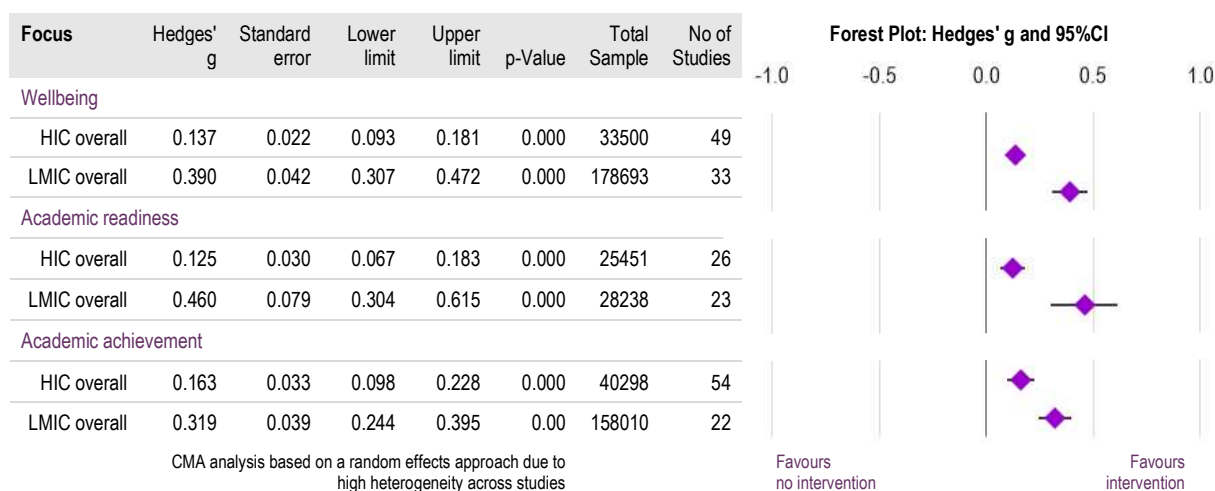 Focus Hedges' g Standard error Lower limit Upper limit p-Value Total Sample No of Studies
Forest Plot: Hedges' g and 95%CI
-1.0 -0.5 0.0 0.5 1.0
Wellbeing
HIC overall 0.137 0.022 0.093 0.181 0.000 33500 49
LMIC overall 0.390 0.042 0.307 0.472 0.000 178693 33
Academic readiness
HIC overall 0.125 0.030 0.067 0.183 0.000 25451 26
LMIC overall 0.460 0.079 0.304 0.615 0.000 28238 23
Academic achievement
HIC overall 0.163 0.033 0.098 0.228 0.000 40298 54
LMIC overall 0.319 0.039 0.244 0.395 0.00 158010 22
CMA analysis based on a random effects approach due to
high heterogeneity across studies
Favours
no intervention
Favours
intervention